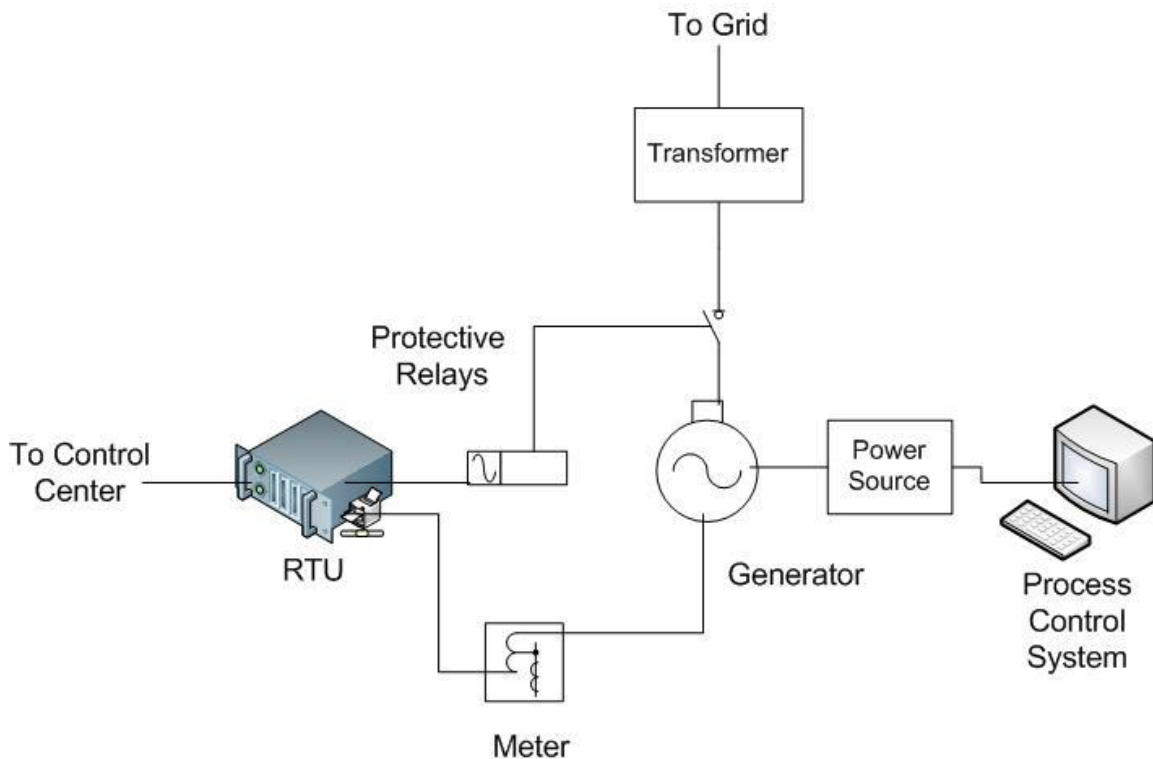 To Grid
Transformer
Protective
Relays
To Control
Center
RTU
Power
Source
Generator
Process
Control
System
Meter